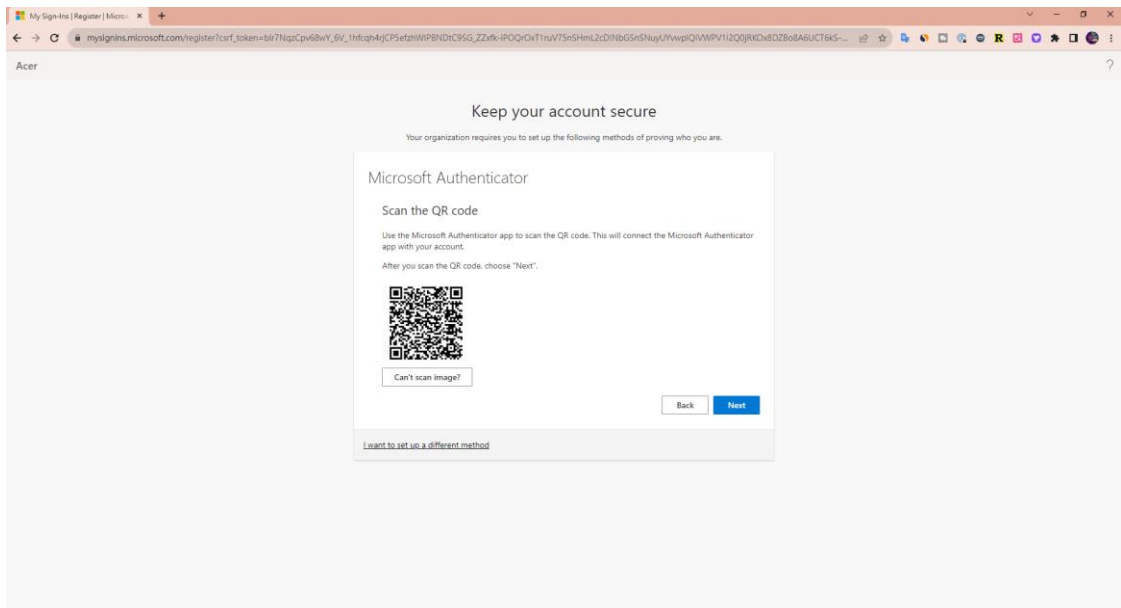 My Sign-Ins | Register | Micros
mysignins.microsoft.com/register?csrf_token=
Acer
?
Keep your account secure
Your organization requires you to set up the following methods of proving who you are.
Microsoft Authenticator
Scan the QR code
Use the Microsoft Authenticator app to scan the QR code. This will connect the Microsoft Authenticator
app with your account.
After you scan the QR code, choose "Next".
Can't scan image?
Back Next
I want to set up a different method